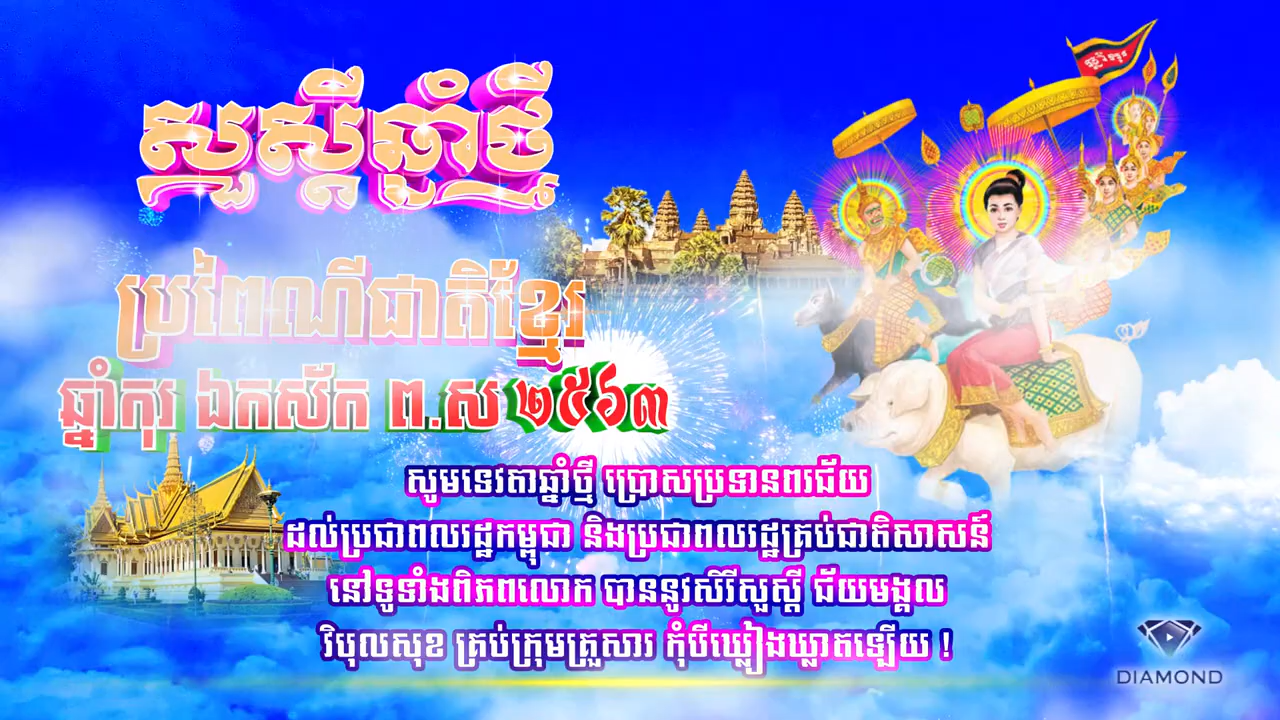 សួស្តីឆ្នាំថ្មី
ប្រពៃណីជាតិខ្មែរ
ឆ្នាំកុរ ឯកស័ក ព.ស ២៥៦៣
សូមទេវតាឆ្នាំថ្មី ប្រោសប្រទានពរជ័យ
ដល់ប្រជាពលរដ្ឋកម្ពុជា និងប្រជាពលរដ្ឋគ្រប់ជាតិសាសន៍
នៅទូទាំងពិភពលោក បាននូវសិរីសួស្តី ជ័យមង្គល
វិបុលសុខ គ្រប់ក្រុមគ្រួសារ កុំបីឃ្លៀងឃ្លាតឡើយ !
DIAMOND